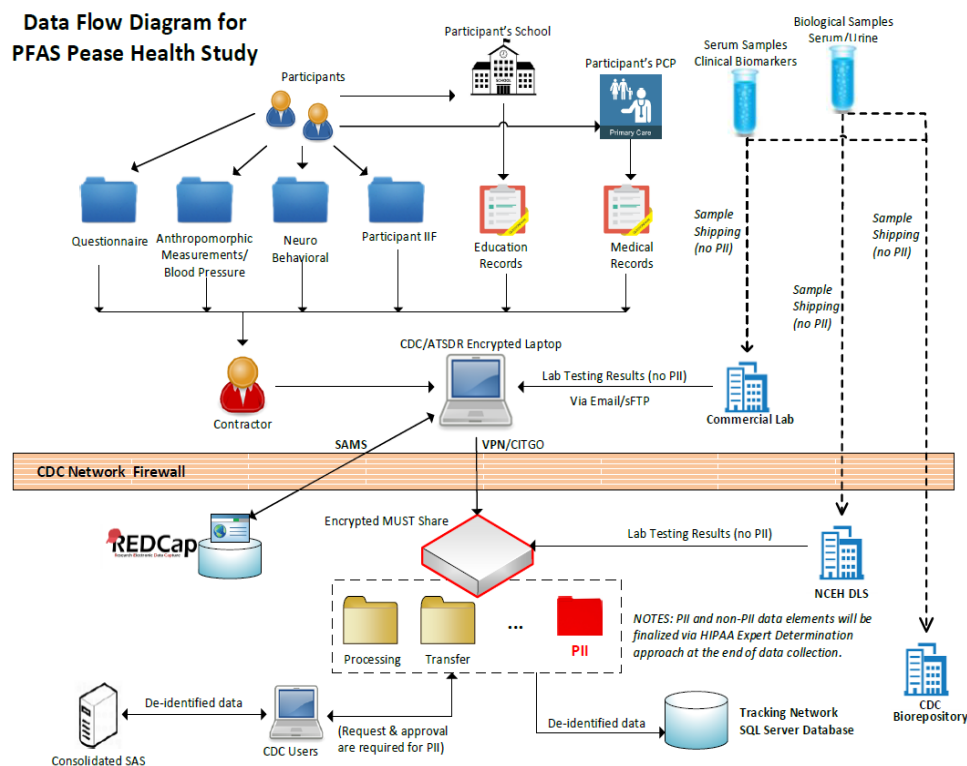 Data Flow Diagram for
PFAS Pease Health Study
Participant's School
Biological Samples
Serum/Urine
Serum Samples
Clinical Biomarkers
Participants
Participant's PCP
SCHOOL
Primary Care
Questionnaire
Anthropomorphic
Measurements/
Blood Pressure
Neuro
Behavioral
Participant IIF
Education
Records
Medical
Records
Sample
Shipping
(no PII)
Sample
Shipping
(no PII)
Sample
Shipping
(no PII)
CDC/ATSDR Encrypted Laptop
Lab Testing Results (no PII)
Via Email/sFTP
Contractor
Commercial Lab
SAMS
VPN/CITGO
CDC Network Firewall
Encrypted MUST Share
REDCap
Research Electronic Data Capture
Lab Testing Results (no PII)
NCEH DLS
Processing
Transfer
...
PII
NOTES: PII and non-PII data elements will be
finalized via HIPAA Expert Determination
approach at the end of data collection.
De-identified data
CDC Users
(Request & approval
are required for PII)
De-identified data
Tracking Network
SQL Server Database
CDC
Biorepository
Consolidated SAS